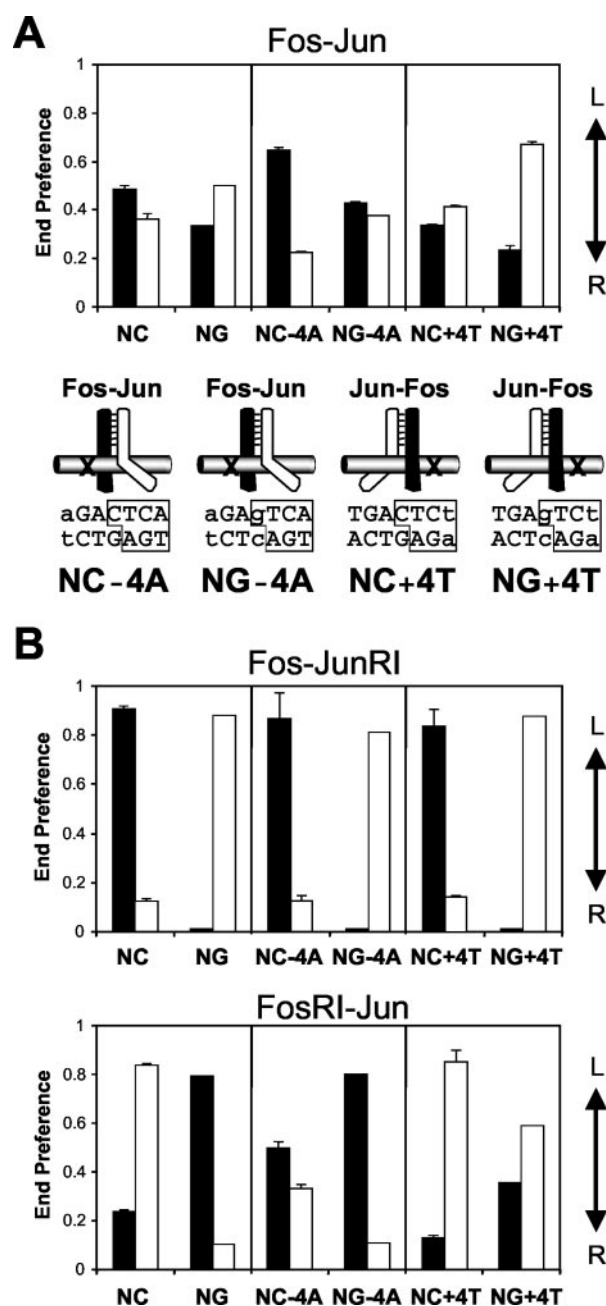 A
Fos-Jun
End Preference
1
0.8
0.6
0.4
0.2
0
L
R
NC NG NC-4A NG-4A NC+4T NG+4T
Fos-Jun Fos-Jun Jun-Fos Jun-Fos
X X X X
aGACTCA aGAgTCA TGACTCt TGAgTCt
tCTGAGT tCTcAGT ACTGAGa ACTcAGa
NC-4A NG-4A NC+4T NG+4T
B
Fos-JunRI
End Preference
1
0.8
0.6
0.4
0.2
0
L
R
NC NG NC-4A NG-4A NC+4T NG+4T
FosRI-Jun
End Preference
1
0.8
0.6
0.4
0.2
0
L
R
NC NG NC-4A NG-4A NC+4T NG+4T